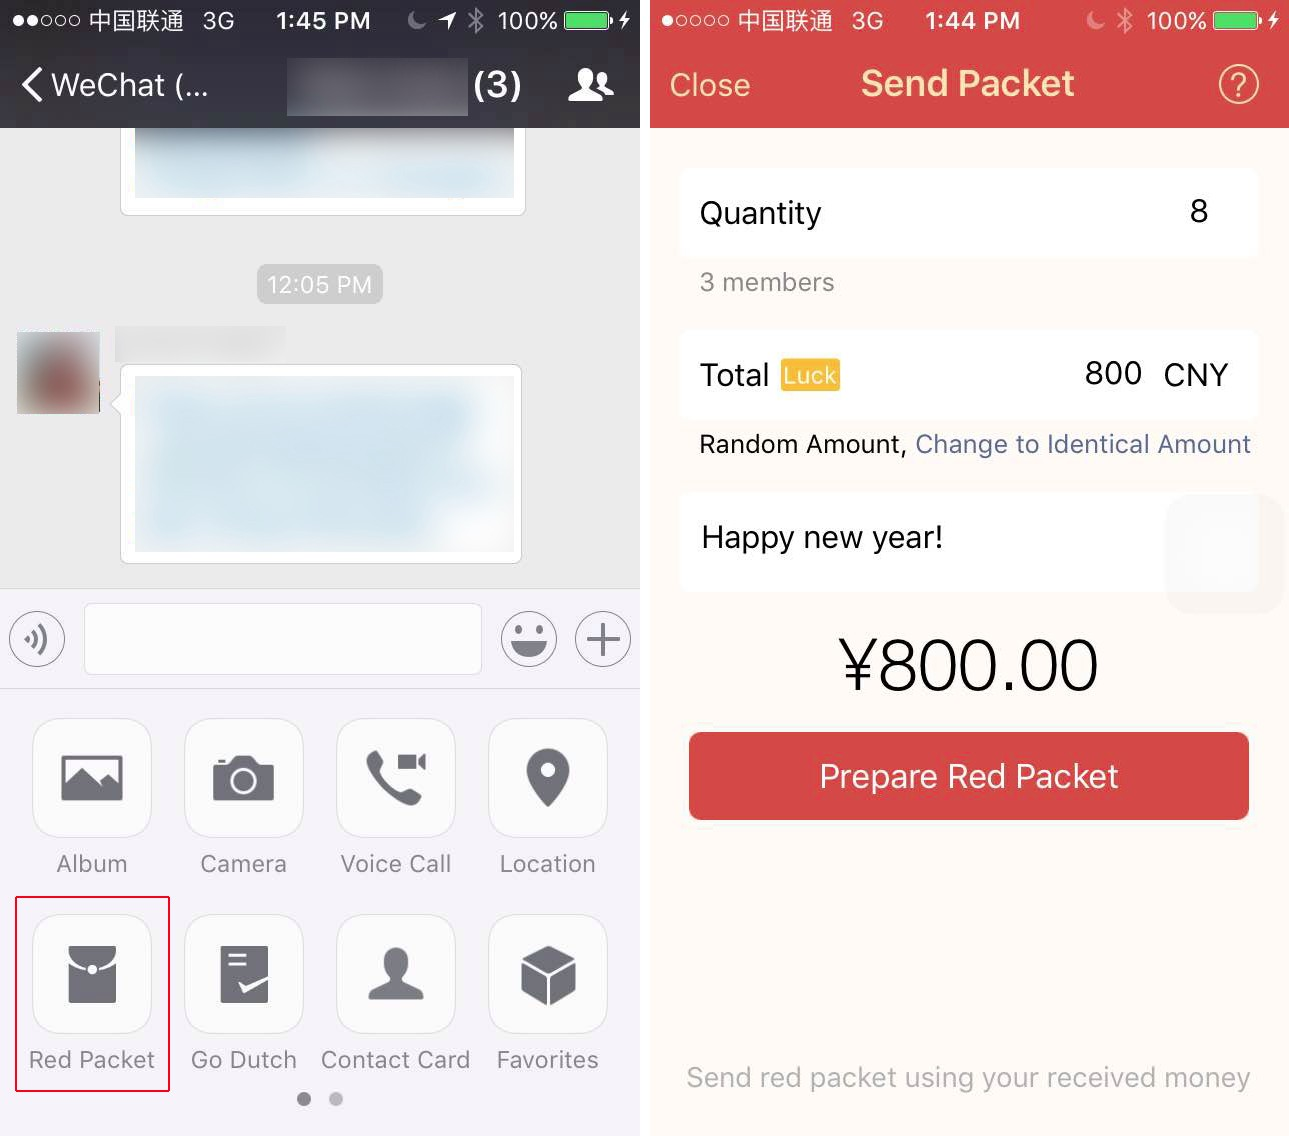 中国联通 3G 1:45 PM 100%
WeChat (... (3)
12:05 PM
Album Camera Voice Call Location
Red Packet Go Dutch Contact Card Favorites
中国联通 3G 1:44 PM 100%
Close Send Packet ?
Quantity 8
3 members
Total Luck 800 CNY
Random Amount, Change to Identical Amount
Happy new year!
¥800.00
Prepare Red Packet
Send red packet using your received money